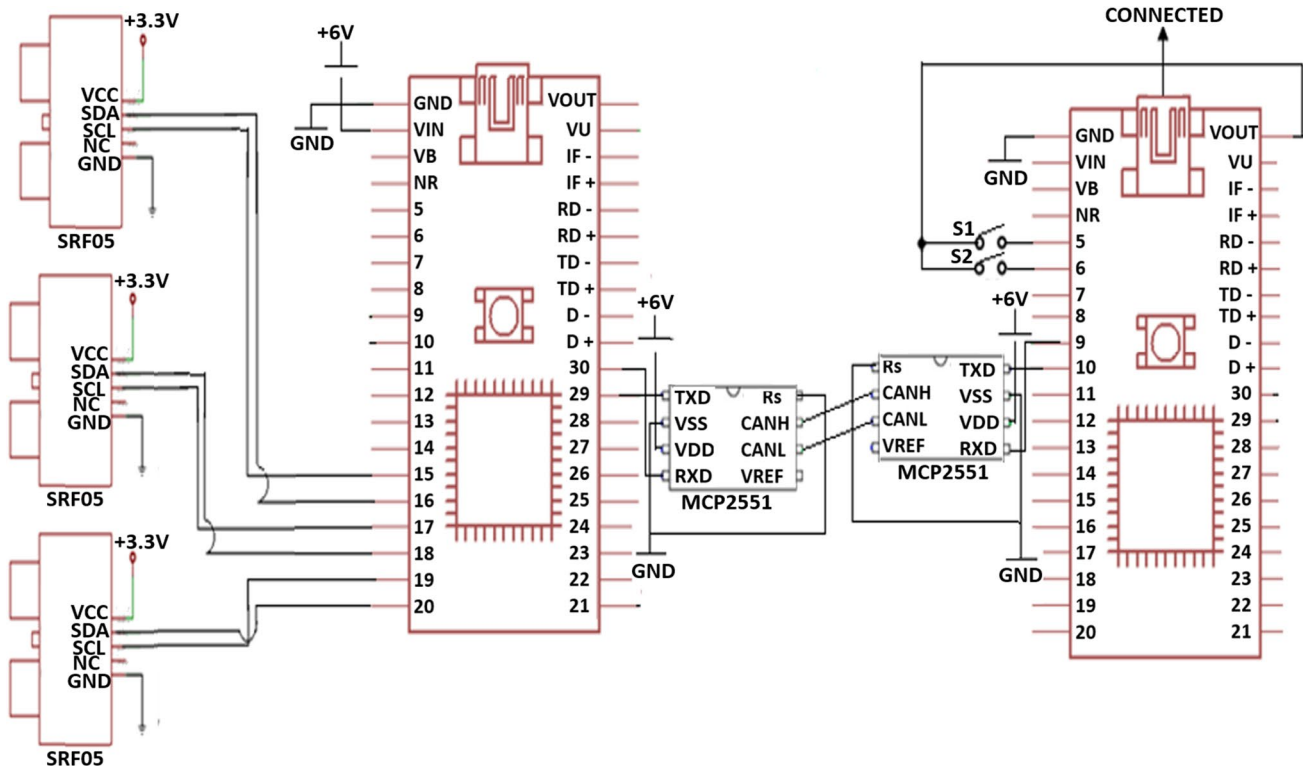 +3.3V
VCC
SDA
SCL
NC
GND
SRF05
+3.3V
VCC
SDA
SCL
NC
GND
SRF05
+3.3V
VCC
SDA
SCL
NC
GND
SRF05
+6V
GND
GND VOUT
VIN VU
VB IF -
NR IF +
5 RD -
6 RD +
7 TD -
8 TD +
9 D -
10 D +
11 30
12 29
13 28
14 27
15 26
16 25
17 24
18 23
19 22
20 21
+6V
TXD Rs
VSS CANH
VDD CANL
RXD VREF
MCP2551
GND
+6V
Rs TXD
CANH VSS
CANL VDD
VREF RXD
MCP2551
GND
CONNECTED
GND
S1
S2
GND VOUT
VIN VU
VB IF -
NR IF +
5 RD -
6 RD +
7 TD -
8 TD +
9 D -
10 D +
11 30
12 29
13 28
14 27
15 26
16 25
17 24
18 23
19 22
20 21